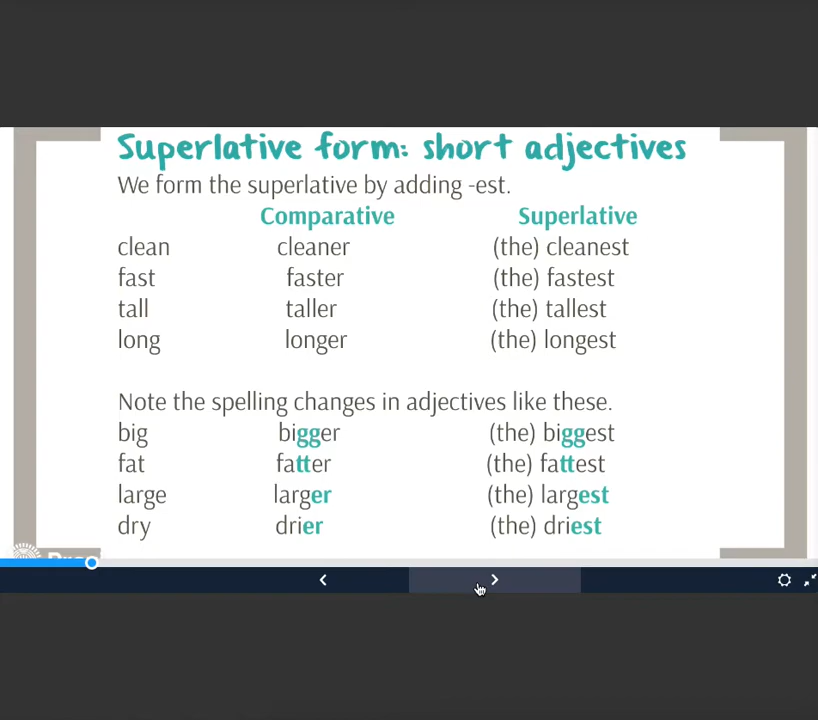 Superlative form: short adjectives
We form the superlative by adding -est.
Comparative Superlative
clean cleaner (the) cleanest
fast faster (the) fastest
tall taller (the) tallest
long longer (the) longest
Note the spelling changes in adjectives like these.
big bigger (the) biggest
fat fatter (the) fattest
large larger (the) largest
dry drier (the) driest